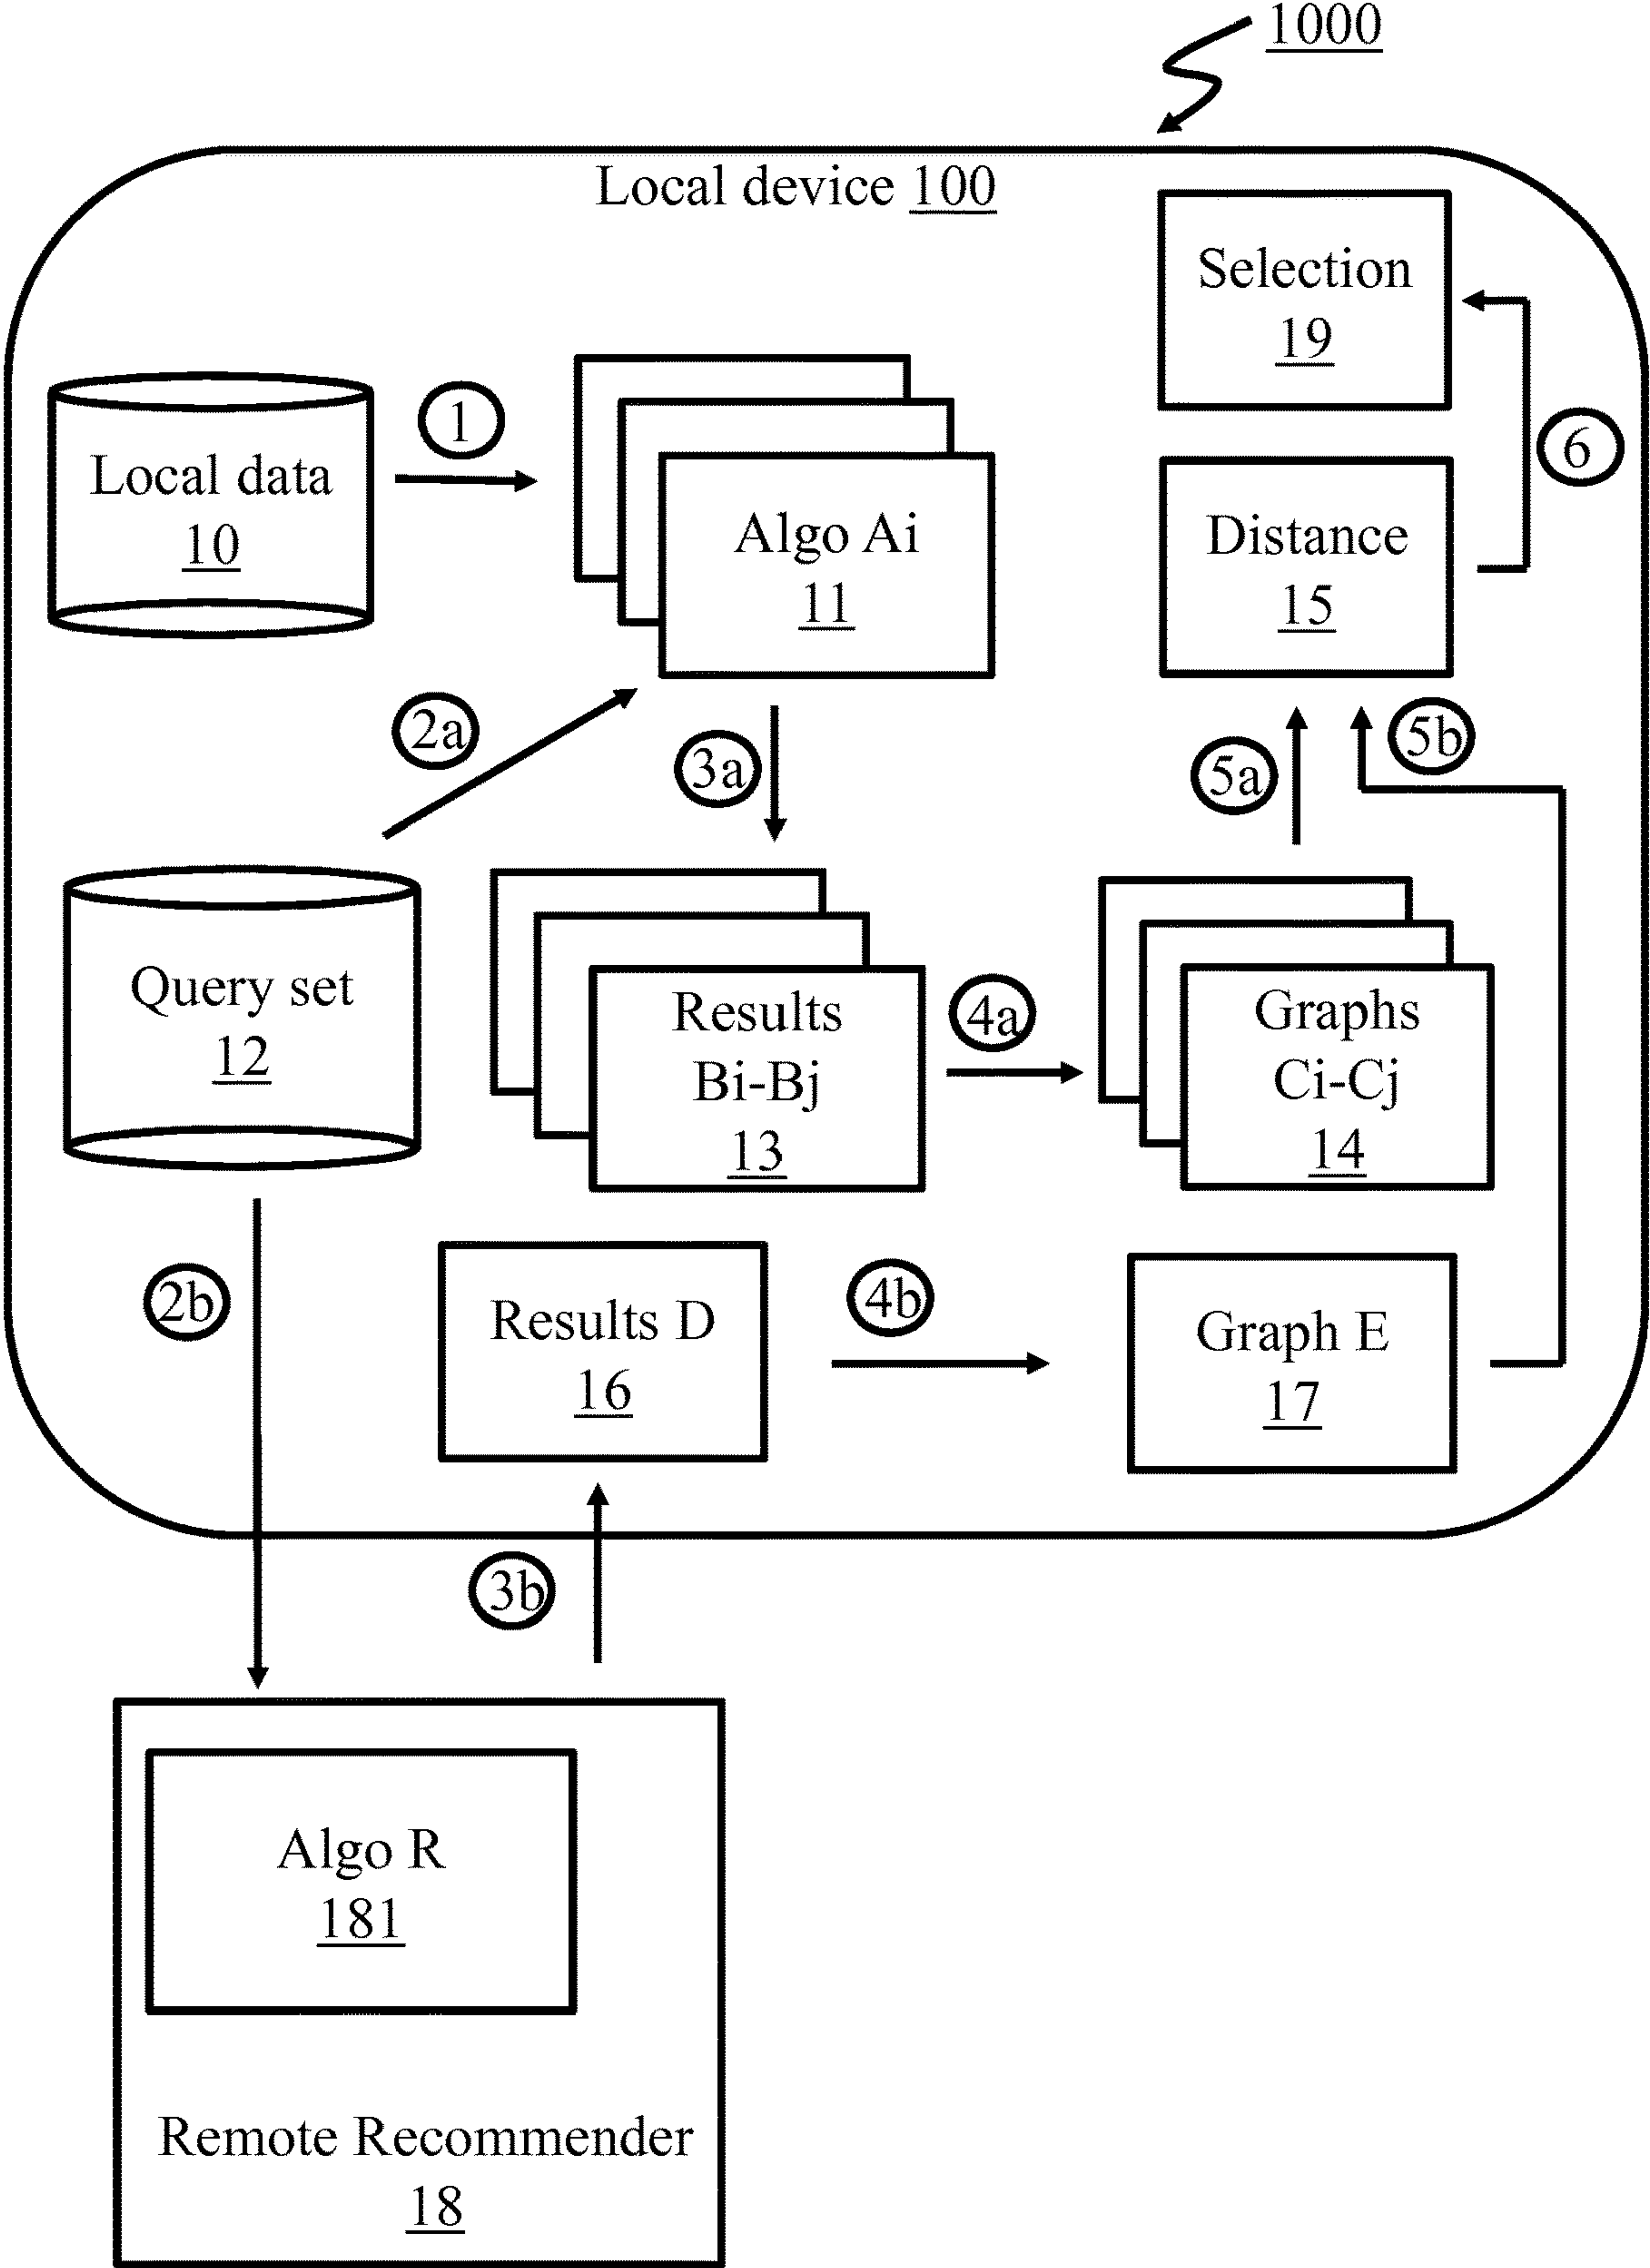 1000
Local device 100
Selection
19
Local data
10
1
Algo Ai
11
Distance
15
6
2a
3a
5a
5b
Query set
12
Results
Bi-Bj
13
4a
Graphs
Ci-Cj
14
2b
Results D
16
4b
Graph E
17
3b
Algo R
181
Remote Recommender
18